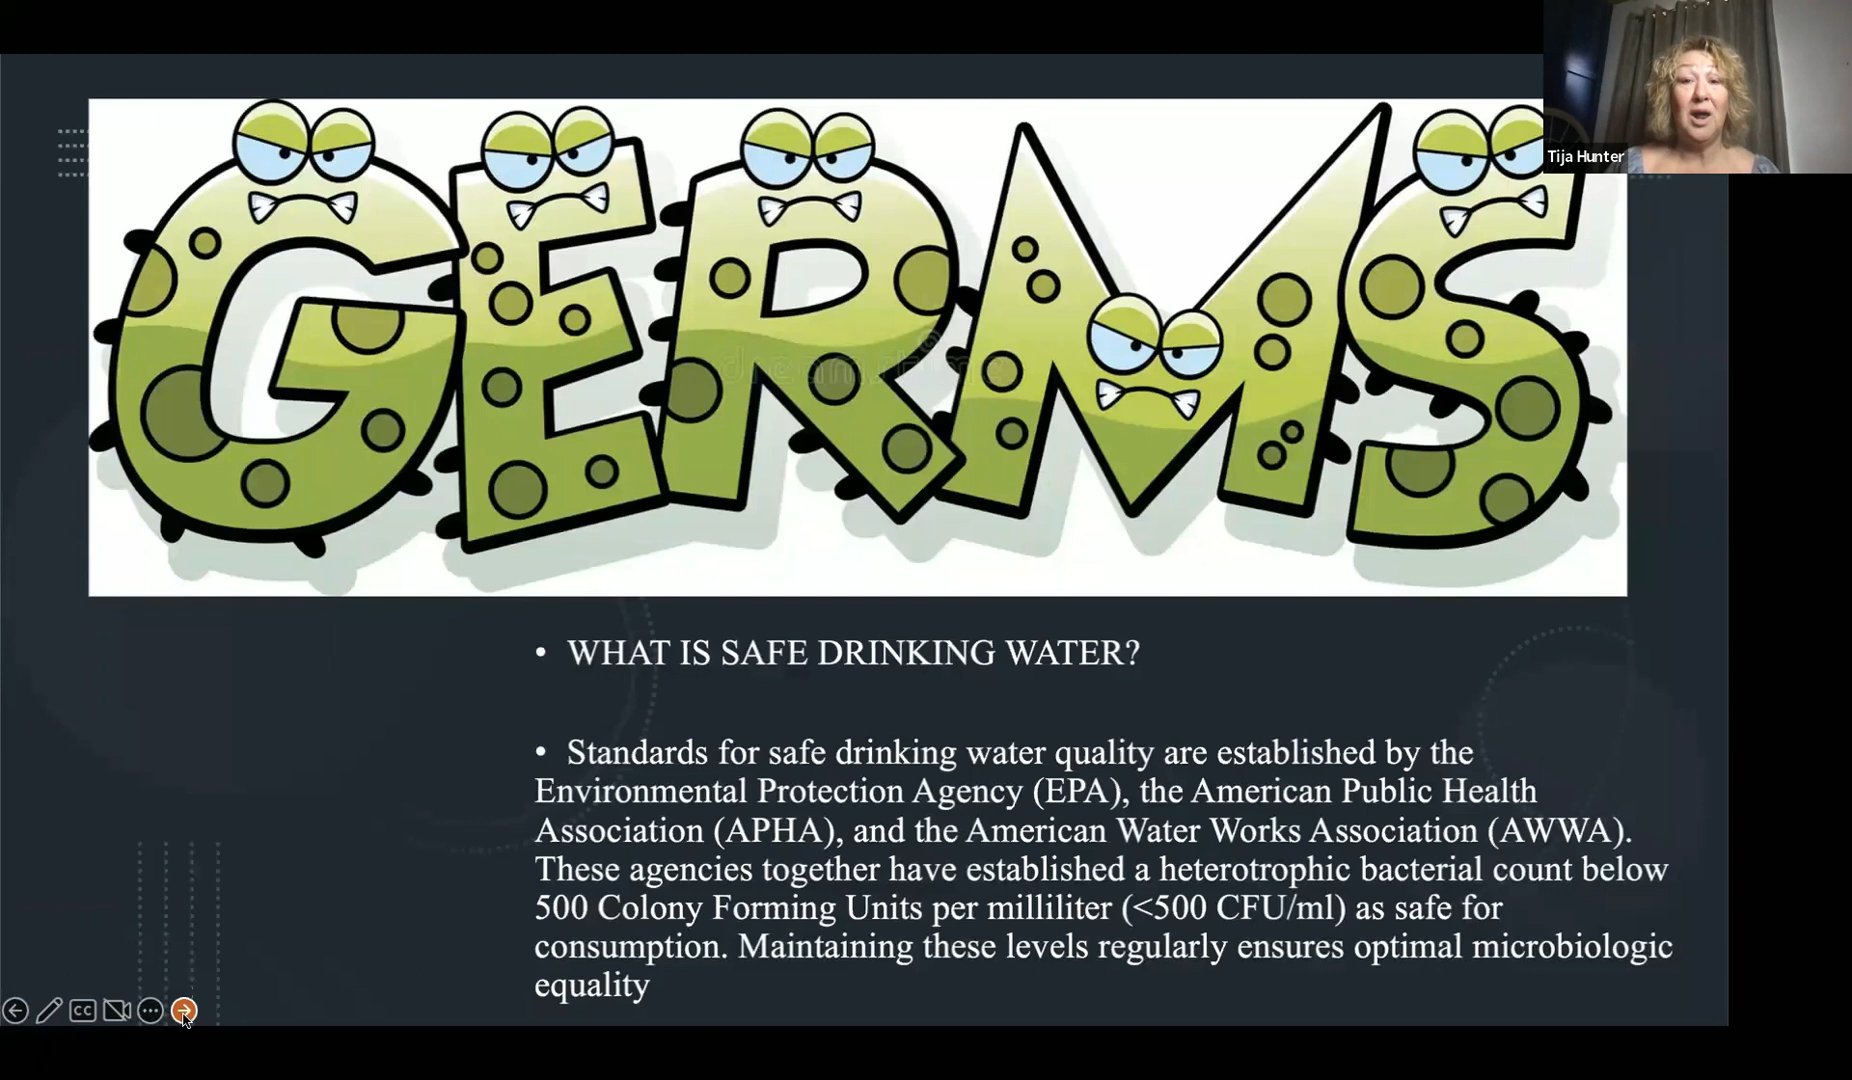 GERMS
Tija Hunter
dreamstime
• WHAT IS SAFE DRINKING WATER?
• Standards for safe drinking water quality are established by the
Environmental Protection Agency (EPA), the American Public Health
Association (APHA), and the American Water Works Association (AWWA).
These agencies together have established a heterotrophic bacterial count below
500 Colony Forming Units per milliliter (<500 CFU/ml) as safe for
consumption. Maintaining these levels regularly ensures optimal microbiologic
equality
CC